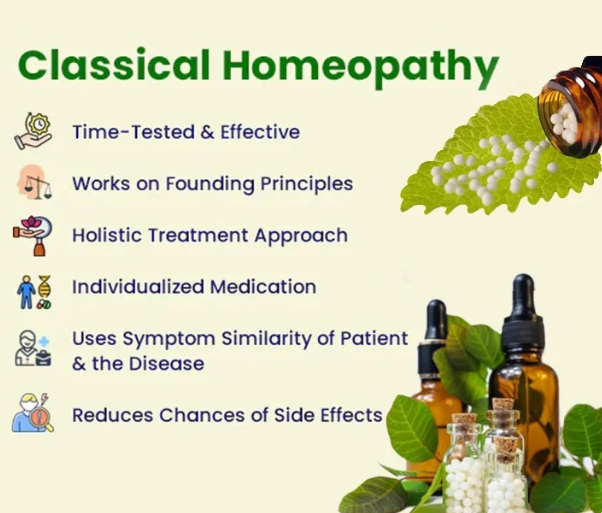 Classical Homeopathy
Time-Tested & Effective
Works on Founding Principles
Holistic Treatment Approach
Individualized Medication
Uses Symptom Similarity of Patient
& the Disease
Reduces Chances of Side Effects